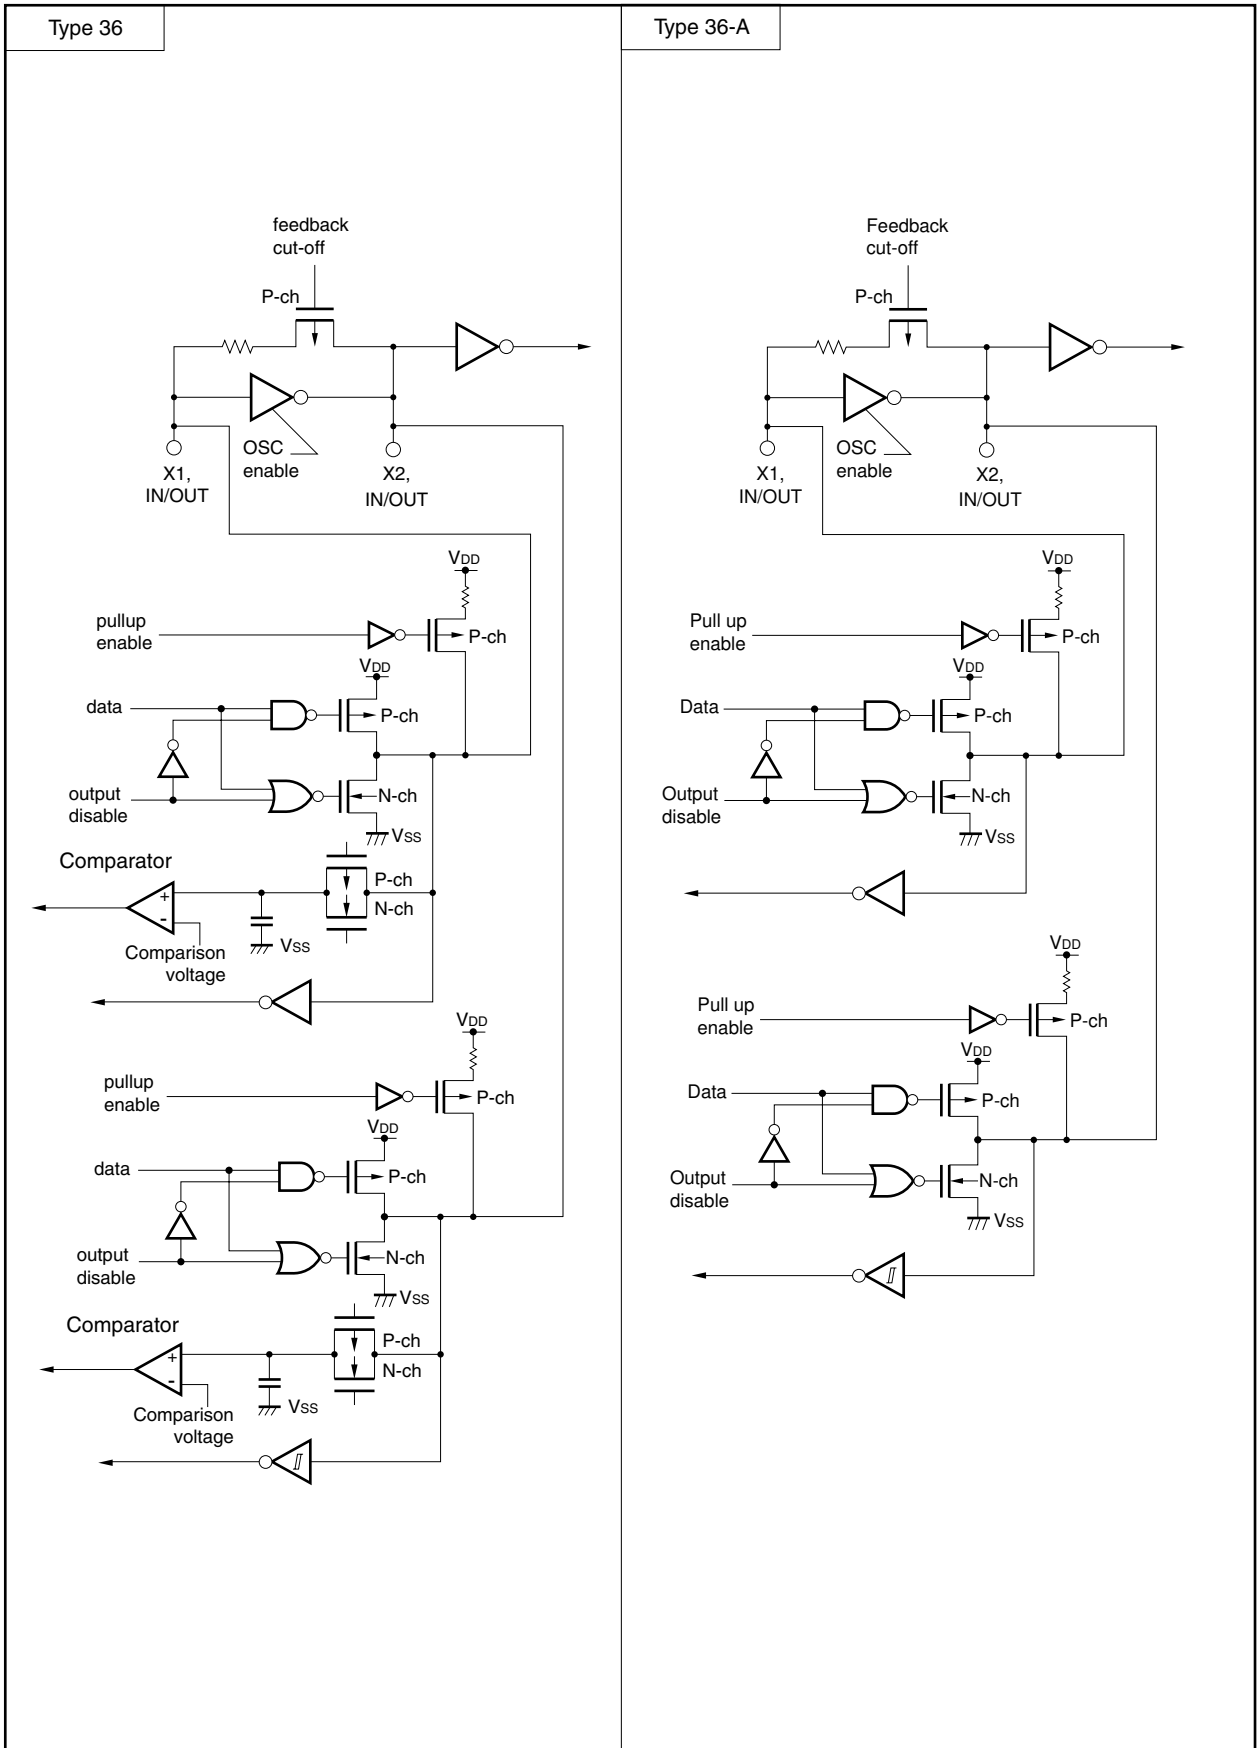 Type 36
feedback
cut-off
P-ch
OSC
enable
X1,
IN/OUT
X2,
IN/OUT
VDD
pullup
enable
P-ch
VDD
data
P-ch
output
disable
N-ch
VSS
Comparator
P-ch
+
N-ch
-
VSS
Comparison
voltage
VDD
pullup
enable
P-ch
VDD
data
P-ch
output
disable
N-ch
VSS
Comparator
P-ch
+
N-ch
-
VSS
Comparison
voltage
Type 36-A
Feedback
cut-off
P-ch
OSC
enable
X1,
IN/OUT
X2,
IN/OUT
VDD
Pull up
enable
P-ch
VDD
Data
P-ch
Output
disable
N-ch
VSS
VDD
Pull up
enable
P-ch
VDD
Data
P-ch
Output
disable
N-ch
VSS